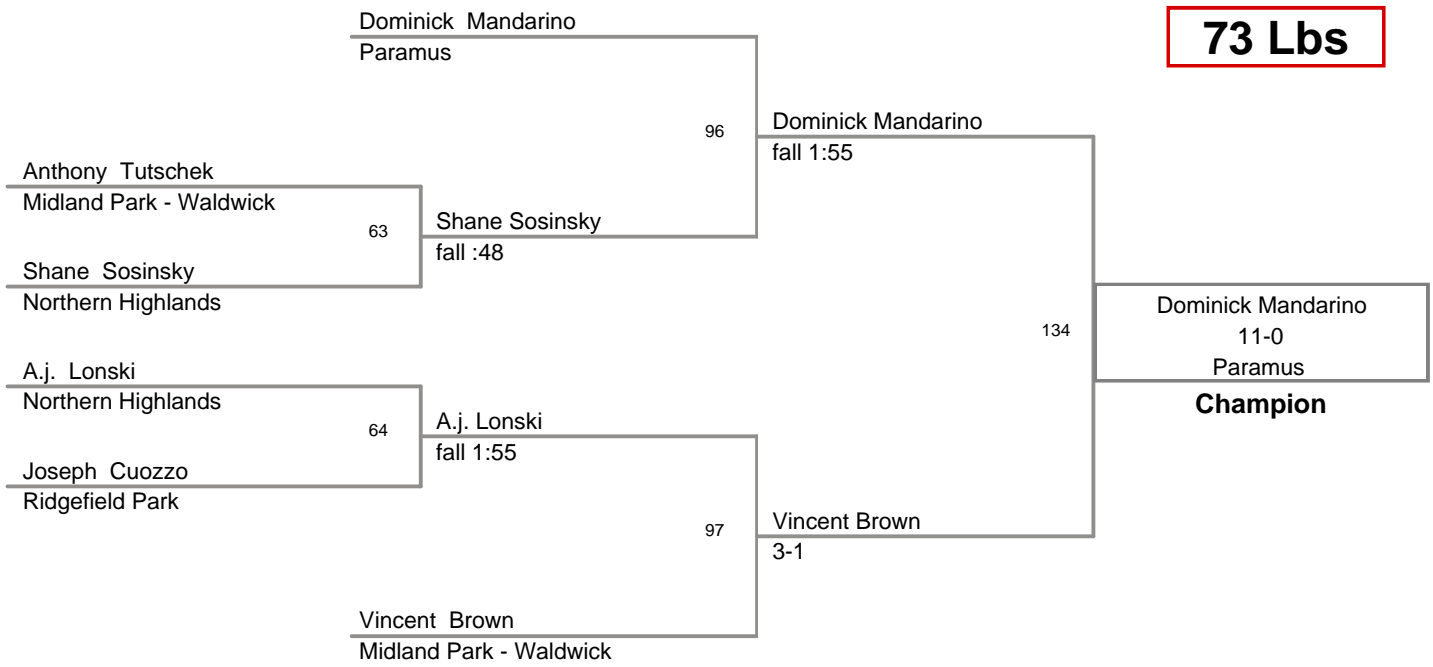 Dominick Mandarino
Paramus
73 Lbs
96
Dominick Mandarino
fall 1:55
Anthony Tutschek
Midland Park - Waldwick
63
Shane Sosinsky
fall :48
Shane Sosinsky
Northern Highlands
134
Dominick Mandarino
11-0
Paramus
Champion
A.j. Lonski
Northern Highlands
64
A.j. Lonski
fall 1:55
Joseph Cuozzo
Ridgefield Park
97
Vincent Brown
3-1
Vincent Brown
Midland Park - Waldwick